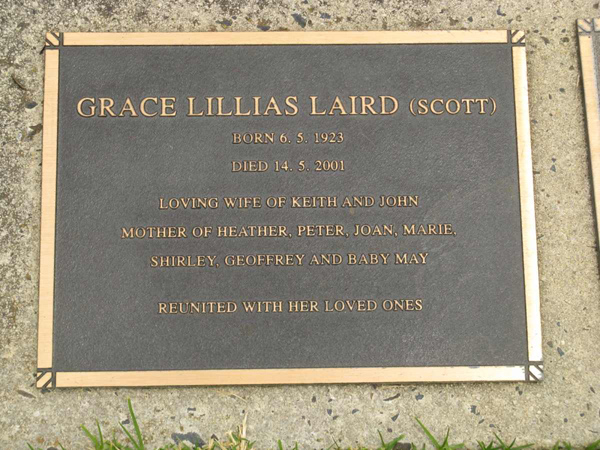 GRACE LILLIAS LAIRD (SCOTT)
BORN 6. 5. 1923
DIED 14. 5. 2001
LOVING WIFE OF KEITH AND JOHN
MOTHER OF HEATHER, PETER, JOAN, MARIE,
SHIRLEY, GEOFFREY AND BABY MAY
REUNITED WITH HER LOVED ONES